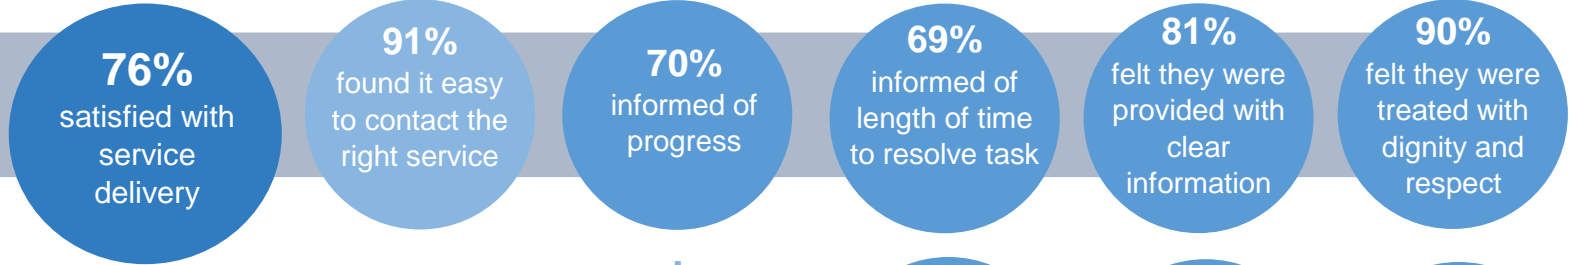 76%
satisfied with
service
delivery
91%
found it easy
to contact the
right service
70%
informed of
progress
69%
informed of
length of time
to resolve task
81%
felt they were
provided with
clear
information
90%
felt they were
treated with
dignity and
respect